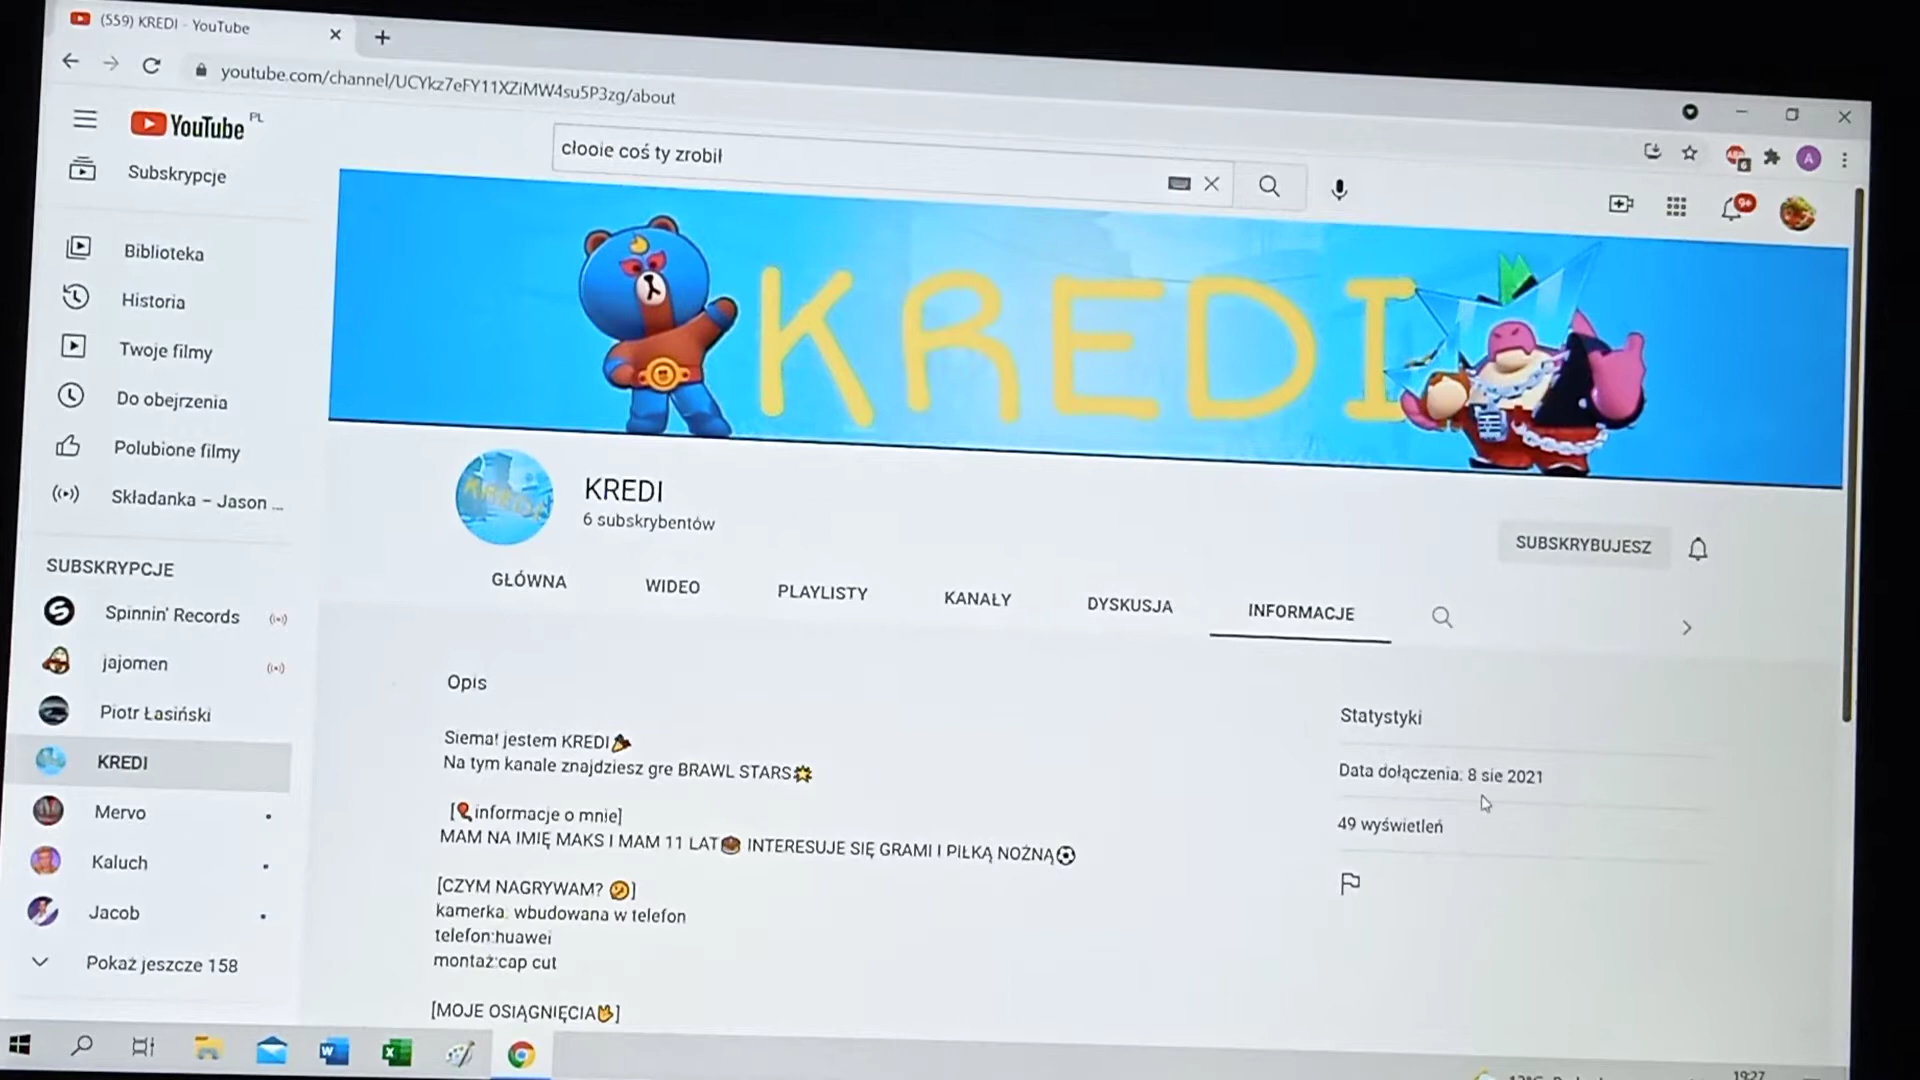 (559) KREDI - YouTube
youtube.com/channel/UCYkz7eFY11XZiMW4su5P3zg/about
YouTube PL
cłooie coś ty zrobił
9+
Subskrypcje
Biblioteka
Historia
Twoje filmy
Do obejrzenia
Polubione filmy
Składanka – Jason ...
SUBSKRYPCJE
Spinnin' Records
jajomen
Piotr Łasiński
KREDI
Mervo
Kaluch
Jacob
Pokaż jeszcze 158
KREDI
KREDI
6 subskrybentów
SUBSKRYBUJESZ
GŁÓWNA
WIDEO
PLAYLISTY
KANAŁY
DYSKUSJA
INFORMACJE
Opis
Siema! jestem KREDI🎉
Na tym kanale znajdziesz gre BRAWL STARS🌟
[🎈informacje o mnie]
MAM NA IMIĘ MAKS I MAM 11 LAT🎂 INTERESUJE SIĘ GRAMI I PIŁKĄ NOŻNĄ⚽
[CZYM NAGRYWAM? 🤔]
kamerka: wbudowana w telefon
telefon:huawei
montaż:cap cut
[MOJE OSIĄGNIĘCIA]
Statystyki
Data dołączenia: 8 sie 2021
49 wyświetleń
19:27